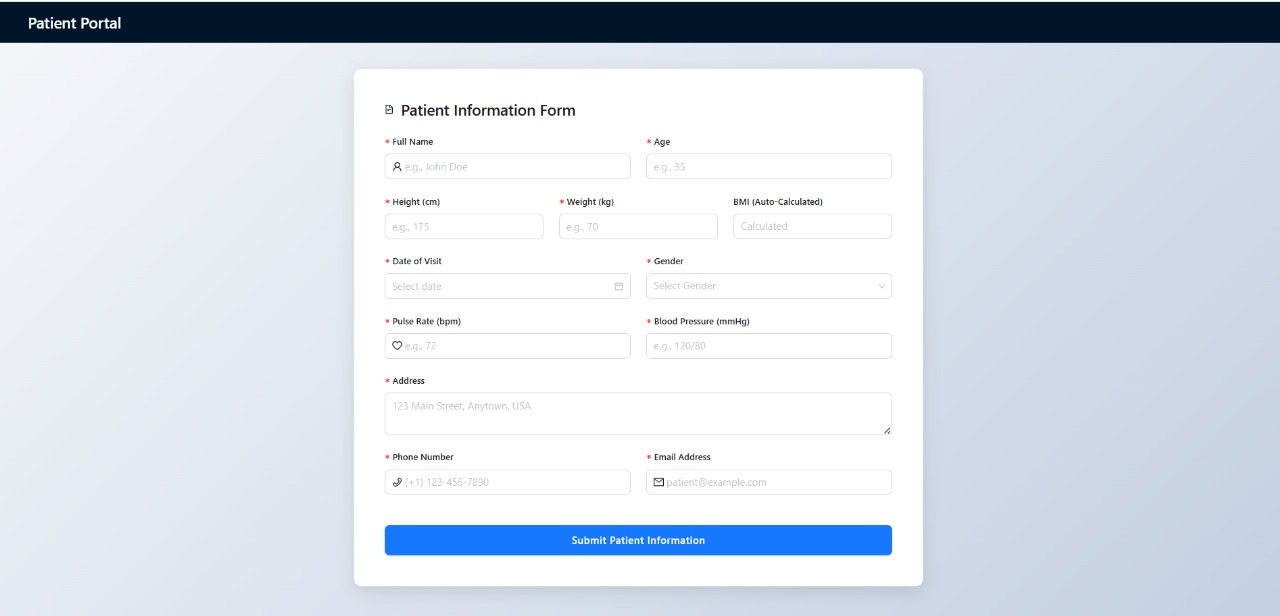 Patient Portal
Patient Information Form
* Full Name
* Age
e.g., John Doe
e.g., 35
* Height (cm)
* Weight (kg)
BMI (Auto-Calculated)
e.g., 175
e.g., 70
Calculated
* Date of Visit
* Gender
Select date
Select Gender
* Pulse Rate (bpm)
* Blood Pressure (mmHg)
e.g., 72
e.g., 120/80
* Address
123 Main Street, Anytown, USA
* Phone Number
* Email Address
(+1) 123-456-7890
patient@example.com
Submit Patient Information